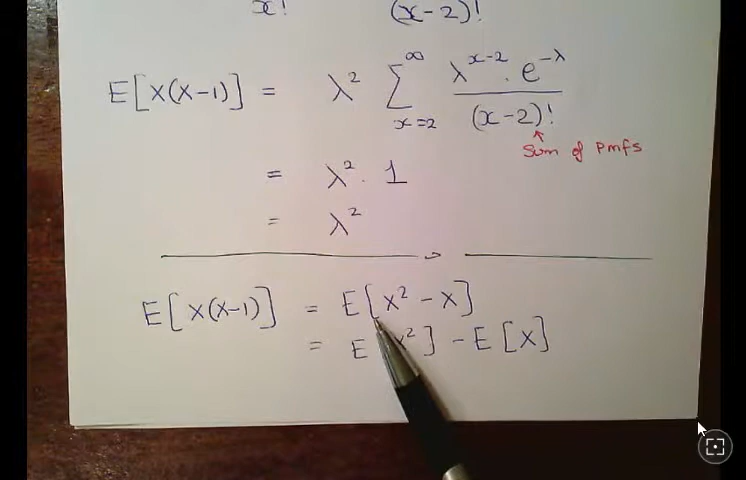 x! (x-2)!
E[X(X-1)] = λ² ∑_{x=2}^{∞} λ^{x-2} · e^{-λ} / (x-2)!
Sum of pmfs
= λ² · 1
= λ²
E[X(X-1)] = E[X² - X]
= E[X²] - E[X]